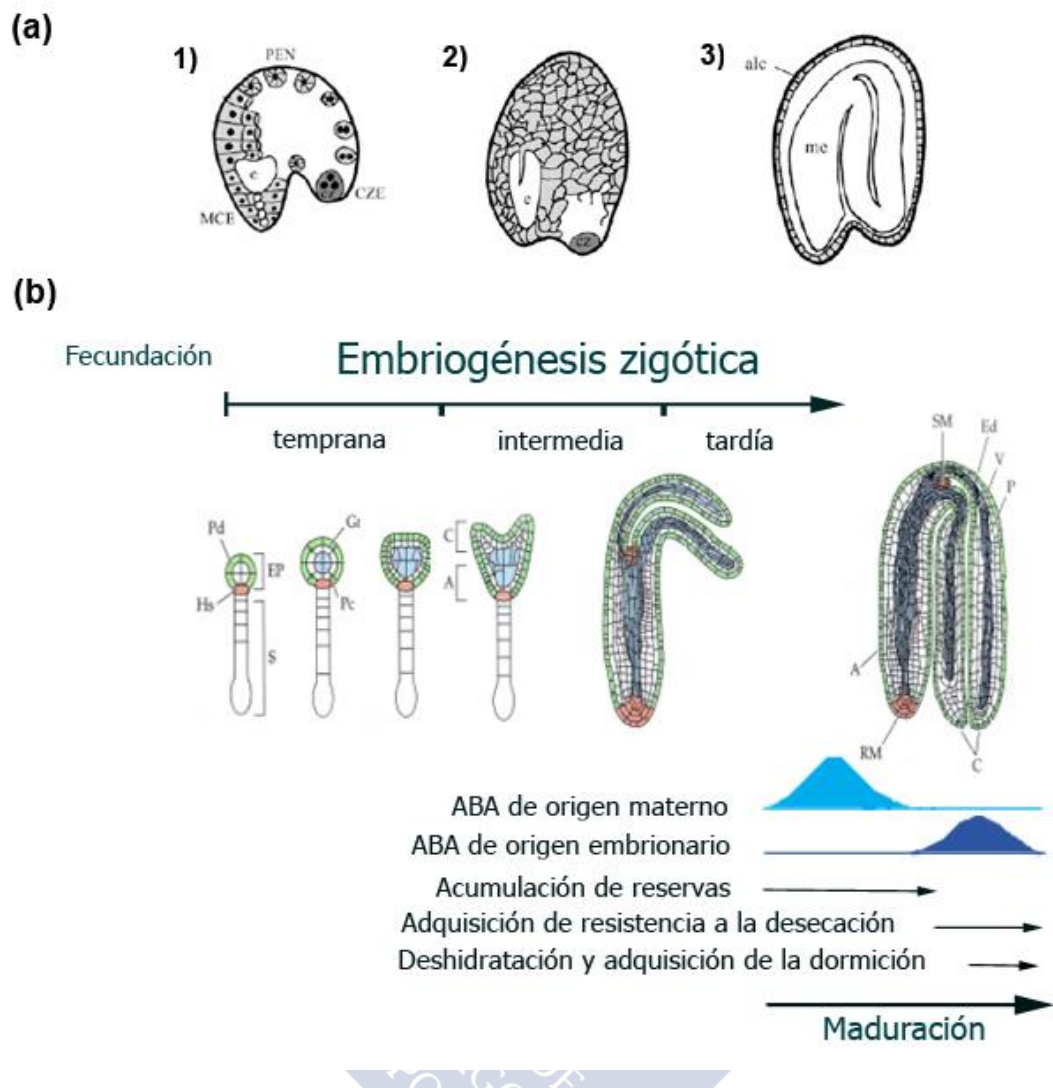 (a)
1)
PEN
e
MCE
CZE
2)
e
cz
3)
alc
me
(b)
Fecundación
Embriogénesis zigótica
temprana
intermedia
tardía
Pd
Hs
EP
S
Gt
Pc
C
A
SM
Ed
V
P
A
RM
C
ABA de origen materno
ABA de origen embrionario
Acumulación de reservas
Adquisición de resistencia a la desecación
Deshidratación y adquisición de la dormición
Maduración